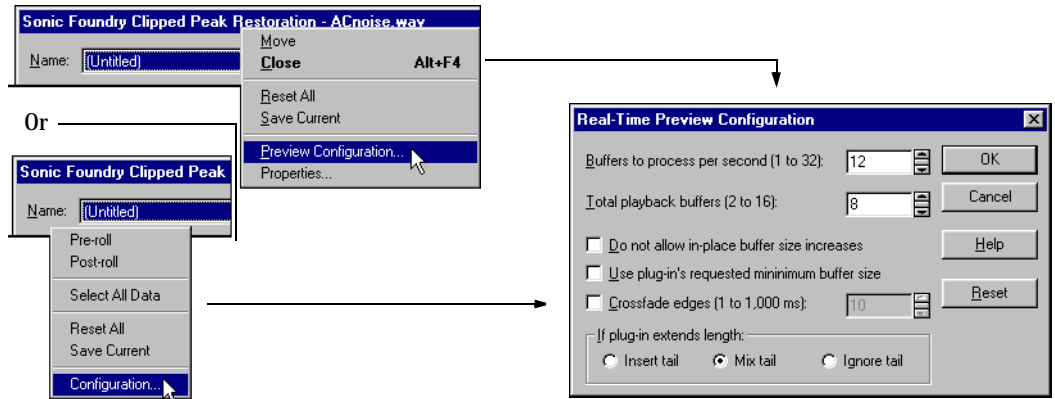 Sonic Foundry Clipped Peak Restoration - ACnoise.wav
Name: (Untitled)
Move
Close Alt+F4
Reset All
Save Current
Preview Configuration...
Properties...
Or
Sonic Foundry Clipped Peak
Name: (Untitled)
Pre-roll
Post-roll
Select All Data
Reset All
Save Current
Configuration...
Real-Time Preview Configuration
Buffers to process per second (1 to 32): 12 OK
Total playback buffers (2 to 16): 8 Cancel
Do not allow in-place buffer size increases Help
Use plug-in's requested mininimum buffer size
Crossfade edges (1 to 1,000 ms): 10 Reset
If plug-in extends length:
Insert tail Mix tail Ignore tail